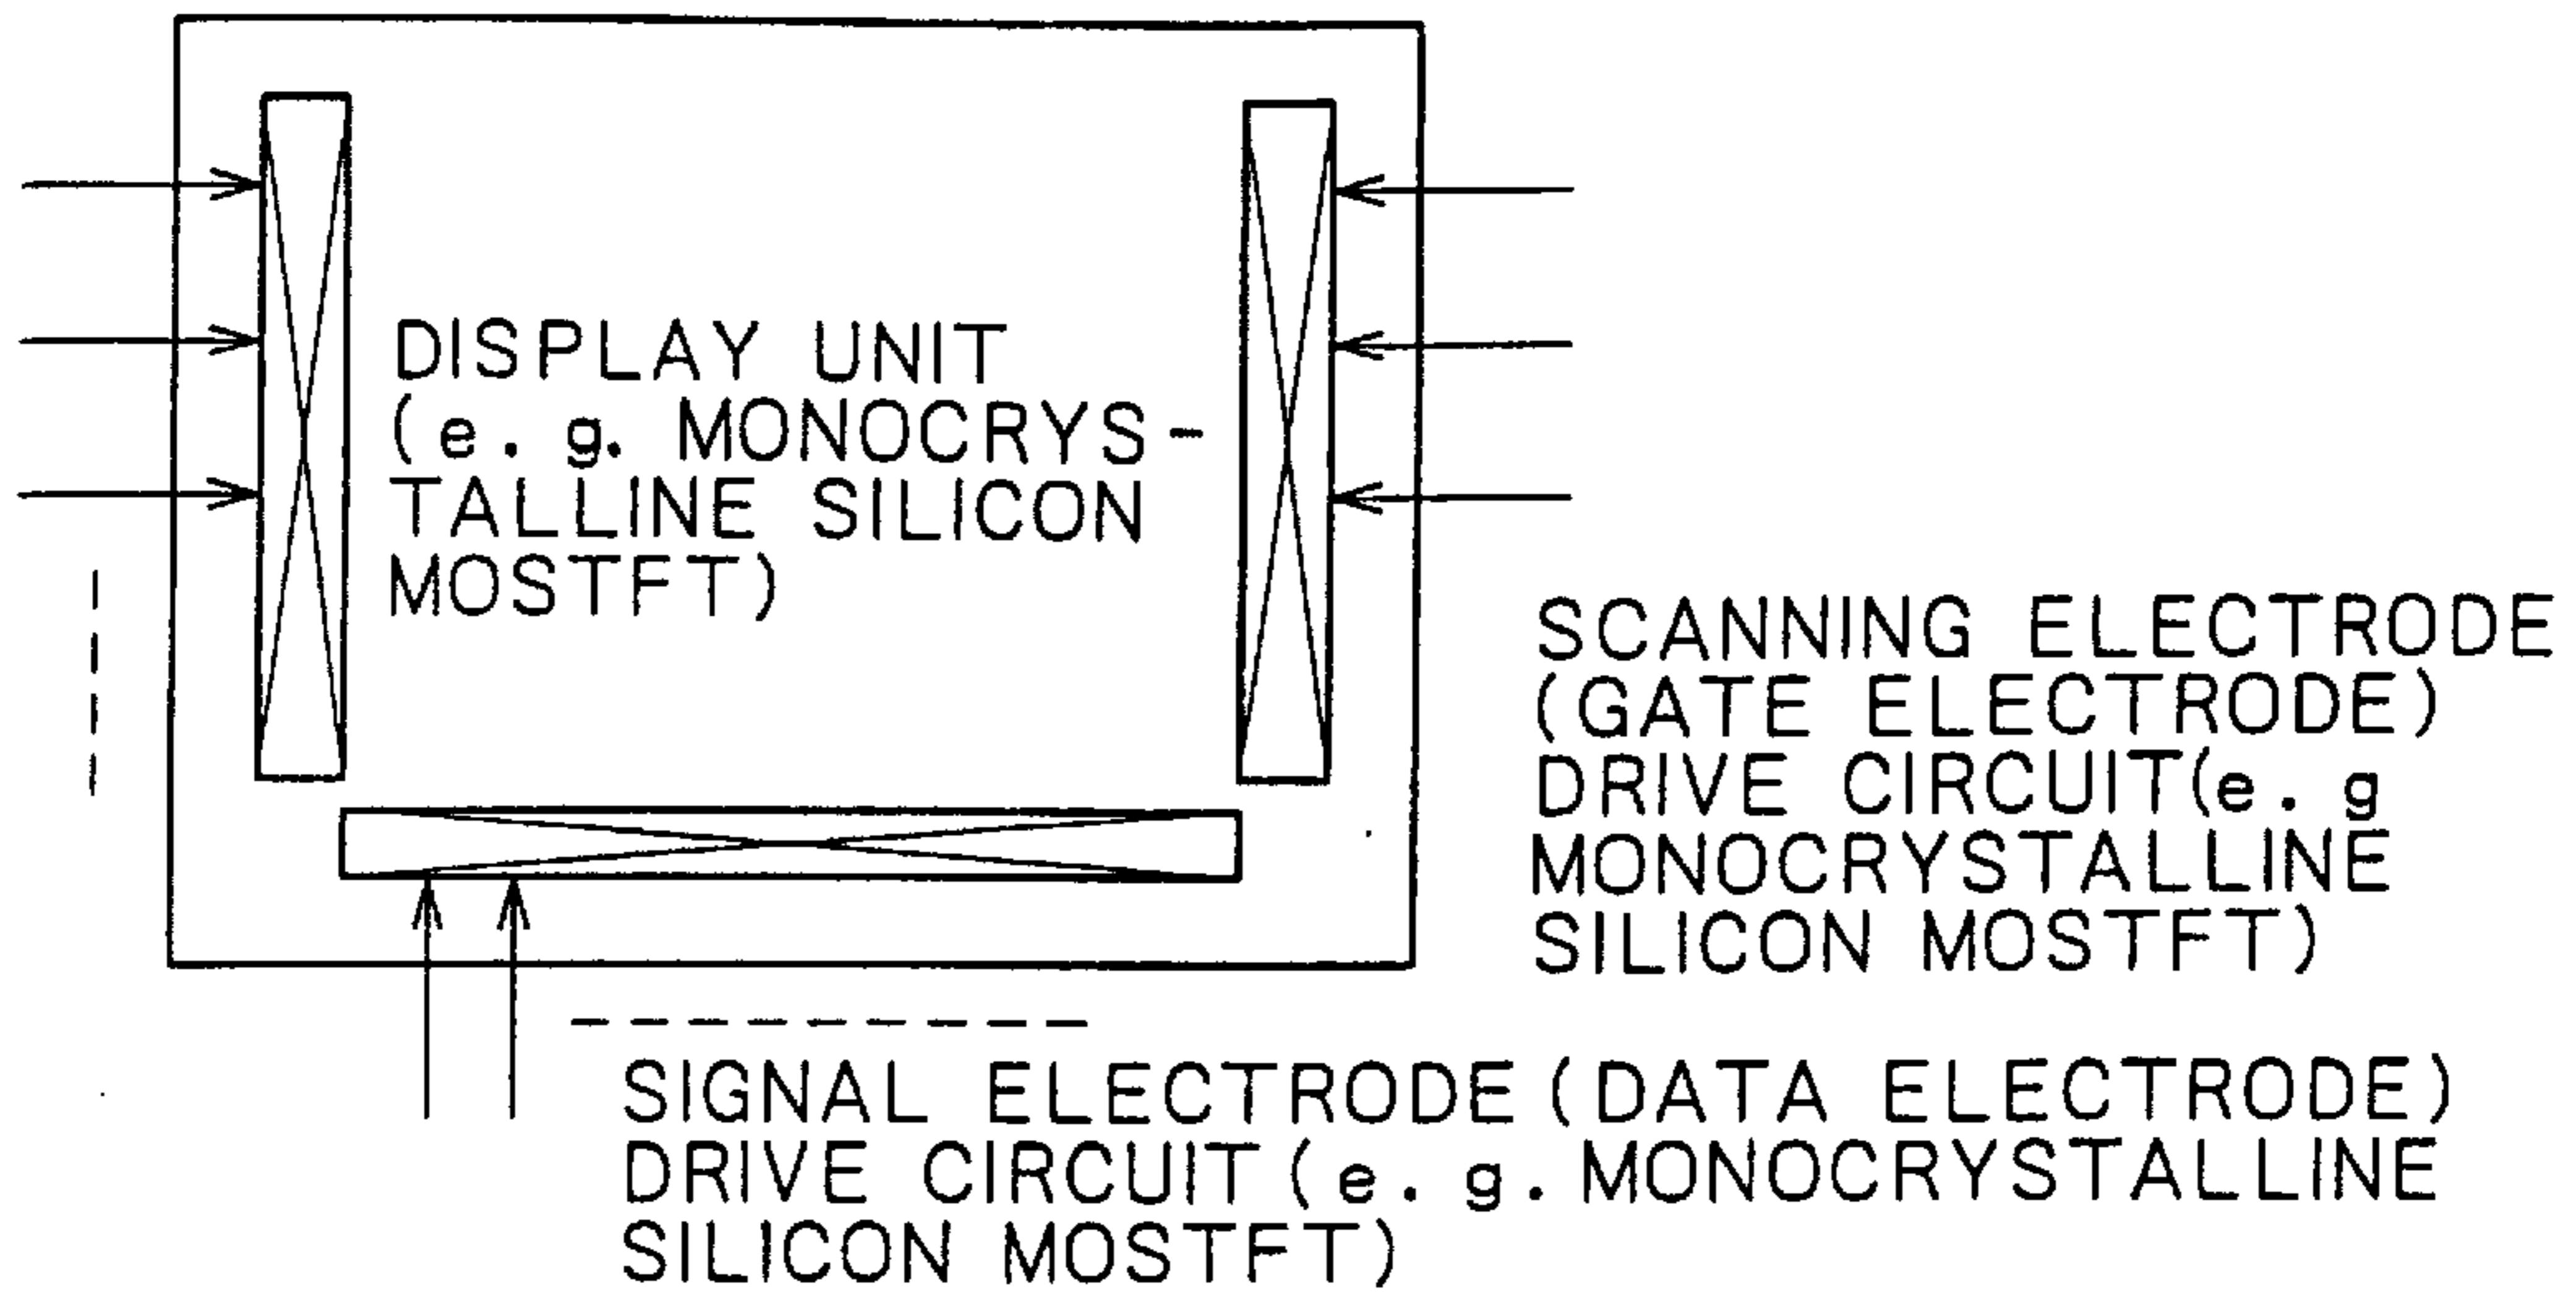 DISPLAY UNIT
(e. g. MONOCRYS-
TALLINE SILICON
MOSTFT)
SCANNING ELECTRODE
(GATE ELECTRODE)
DRIVE CIRCUIT(e. g
MONOCRYSTALLINE
SILICON MOSTFT)
SIGNAL ELECTRODE (DATA ELECTRODE)
DRIVE CIRCUIT (e. g. MONOCRYSTALLINE
SILICON MOSTFT)